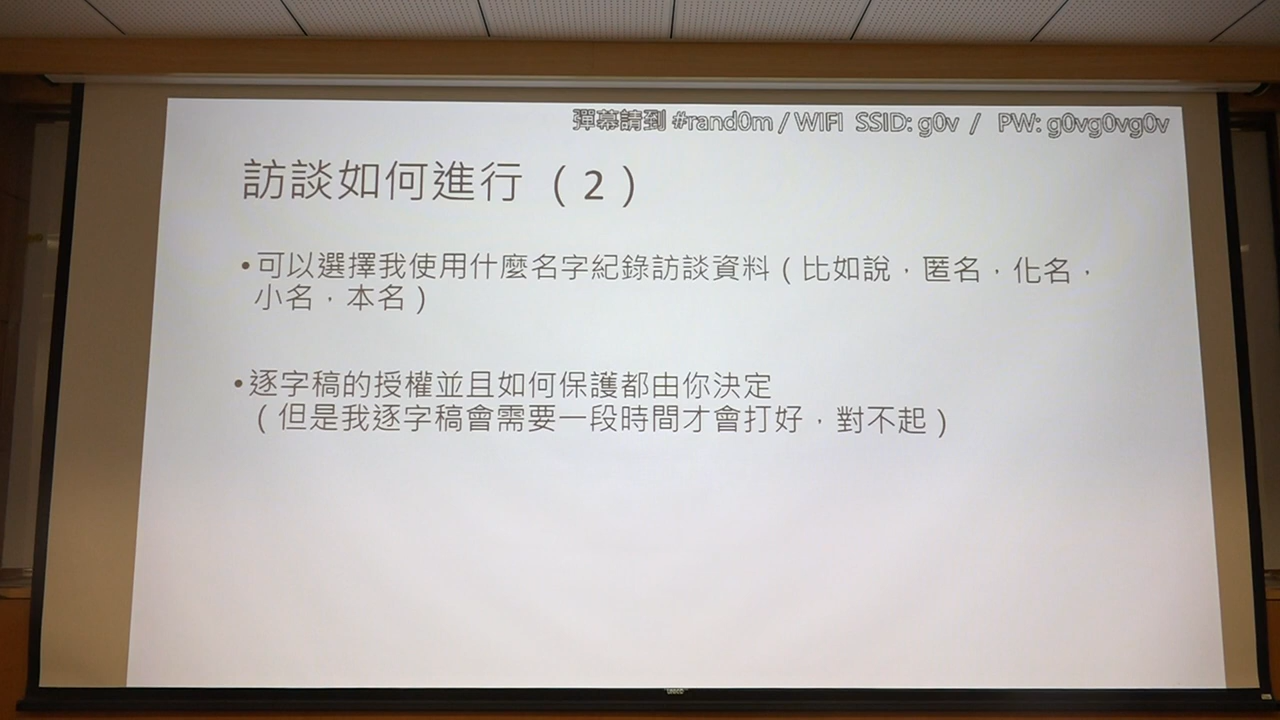 彈幕請到 #rand0m / WIFI SSID: g0v / PW: g0vg0vg0v
訪談如何進行（2）
•可以選擇我使用什麼名字紀錄訪談資料（比如說，匿名，化名，
小名，本名）
•逐字稿的授權並且如何保護都由你決定
（但是我逐字稿會需要一段時間才會打好，對不起）